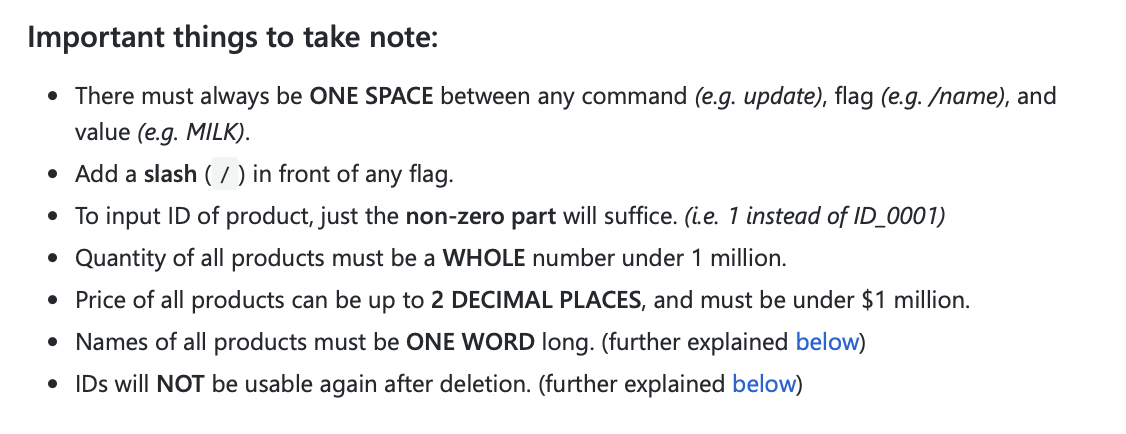 Important things to take note:
• There must always be ONE SPACE between any command (e.g. update), flag (e.g. /name), and
value (e.g. MILK).
• Add a slash ( / ) in front of any flag.
• To input ID of product, just the non-zero part will suffice. (i.e. 1 instead of ID_0001)
• Quantity of all products must be a WHOLE number under 1 million.
• Price of all products can be up to 2 DECIMAL PLACES, and must be under $1 million.
• Names of all products must be ONE WORD long. (further explained below)
• IDs will NOT be usable again after deletion. (further explained below)